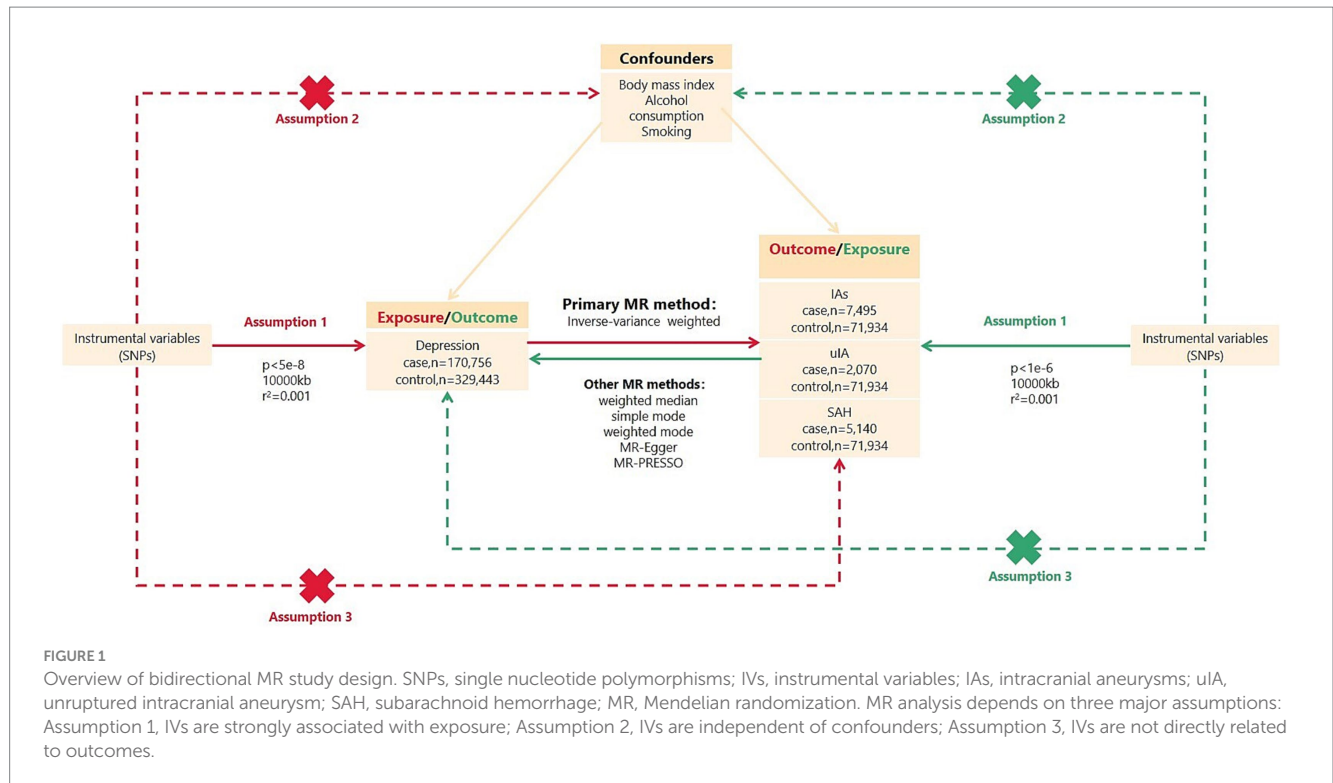 Confounders
Body mass index
Alcohol
consumption
Smoking
Assumption 2
Assumption 2
Outcome/Exposure
IAs
case,n=7,495
control,n=71,934
uIA
case,n=2,070
control,n=71,934
SAH
case,n=5,140
control,n=71,934
Primary MR method:
Inverse-variance weighted
Exposure/Outcome
Depression
case,n=170,756
control,n=329,443
Instrumental variables
(SNPs)
Assumption 1
p<5e-8
10000kb
r²=0.001
Other MR methods:
weighted median
simple mode
weighted mode
MR-Egger
MR-PRESSO
Assumption 1
p<1e-6
10000kb
r²=0.001
Instrumental variables
(SNPs)
Assumption 3
Assumption 3
FIGURE 1
Overview of bidirectional MR study design. SNPs, single nucleotide polymorphisms; IVs, instrumental variables; IAs, intracranial aneurysms; uIA,
unruptured intracranial aneurysm; SAH, subarachnoid hemorrhage; MR, Mendelian randomization. MR analysis depends on three major assumptions:
Assumption 1, IVs are strongly associated with exposure; Assumption 2, IVs are independent of confounders; Assumption 3, IVs are not directly related
to outcomes.